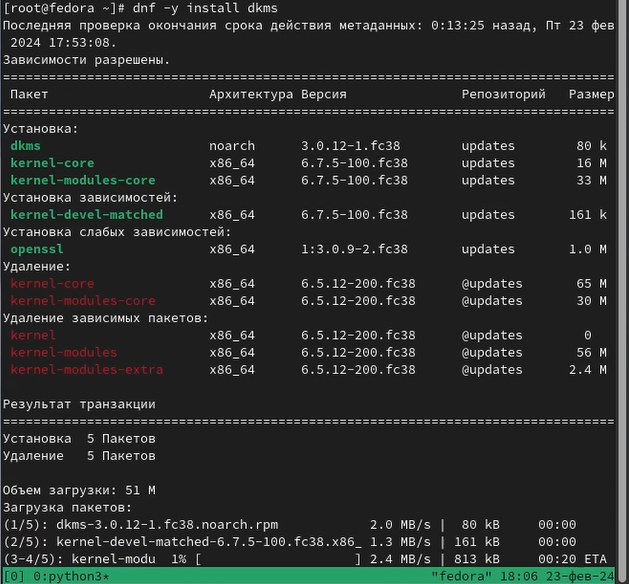 [root@fedora ~]# dnf -y install dkms
Последняя проверка окончания срока действия метаданных: 0:13:25 назад, Пт 23 фев
2024 17:53:08.
Зависимости разрешены.
================================================================================
Пакет Архитектура Версия Репозиторий Размер
================================================================================
Установка:
dkms noarch 3.0.12-1.fc38 updates 80 k
kernel-core x86_64 6.7.5-100.fc38 updates 16 M
kernel-modules-core x86_64 6.7.5-100.fc38 updates 33 M
Установка зависимостей:
kernel-devel-matched x86_64 6.7.5-100.fc38 updates 161 k
Установка слабых зависимостей:
openssl x86_64 1:3.0.9-2.fc38 updates 1.0 M
Удаление:
kernel-core x86_64 6.5.12-200.fc38 @updates 65 M
kernel-modules-core x86_64 6.5.12-200.fc38 @updates 30 M
Удаление зависимых пакетов:
kernel x86_64 6.5.12-200.fc38 @updates 0
kernel-modules x86_64 6.5.12-200.fc38 @updates 56 M
kernel-modules-extra x86_64 6.5.12-200.fc38 @updates 2.4 M
Результат транзакции
================================================================================
Установка 5 Пакетов
Удаление 5 Пакетов
Объем загрузки: 51 M
Загрузка пакетов:
(1/5): dkms-3.0.12-1.fc38.noarch.rpm 2.0 MB/s | 80 kB 00:00
(2/5): kernel-devel-matched-6.7.5-100.fc38.x86_ 1.3 MB/s | 161 kB 00:00
(3-4/5): kernel-modu 1% [ ] 2.4 MB/s | 813 kB 00:20 ETA
[0] 0:python3* "fedora" 18:06 23-фев-24